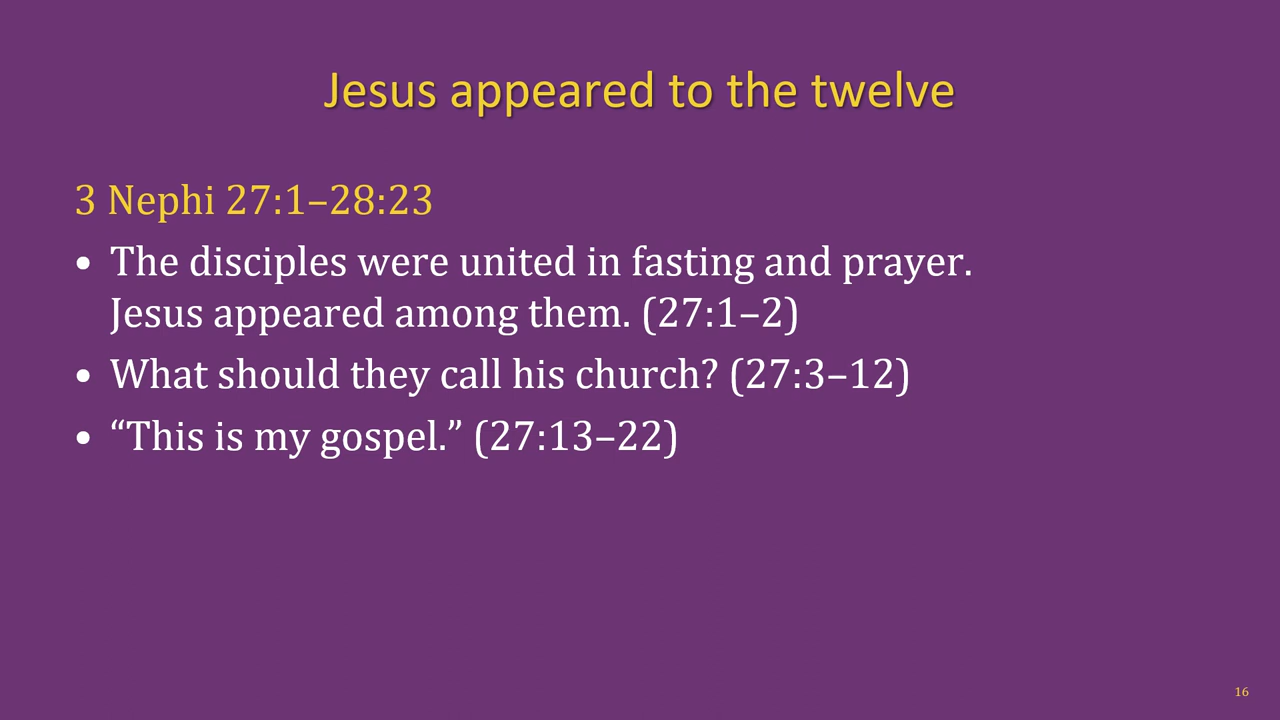 Jesus appeared to the twelve
3 Nephi 27:1–28:23
• The disciples were united in fasting and prayer.
Jesus appeared among them. (27:1–2)
• What should they call his church? (27:3–12)
• “This is my gospel.” (27:13–22)
16